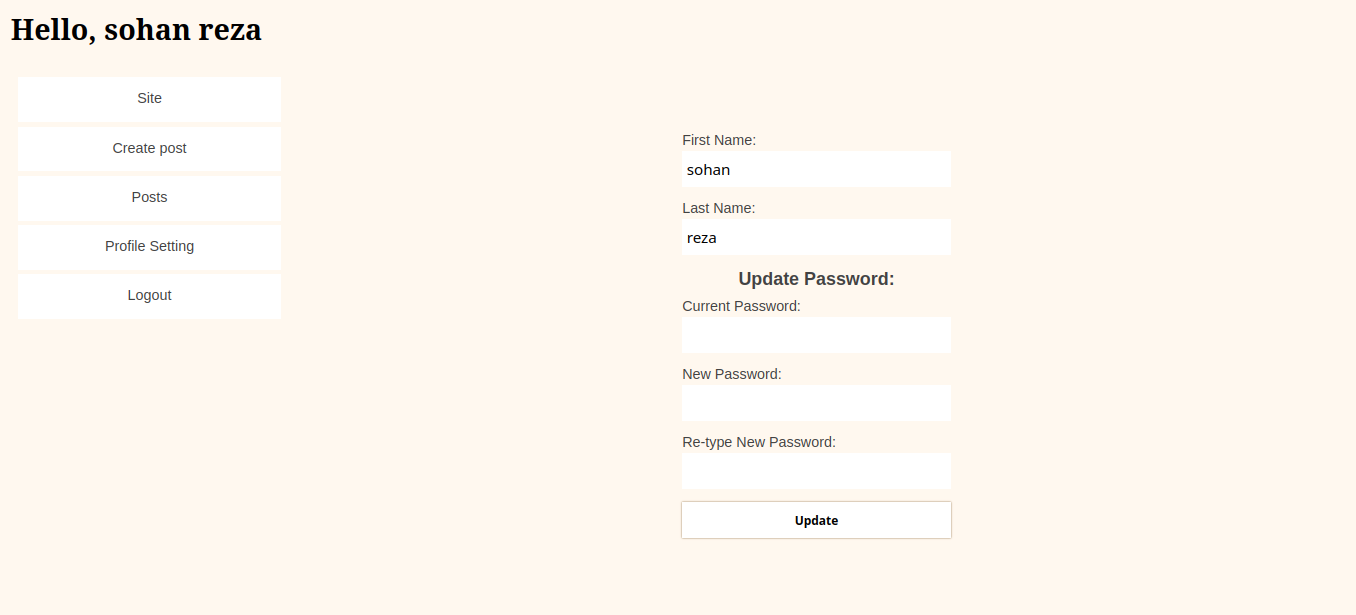 Hello, sohan reza
Site
Create post
Posts
Profile Setting
Logout
First Name:
sohan
Last Name:
reza
Update Password:
Current Password:
New Password:
Re-type New Password:
Update